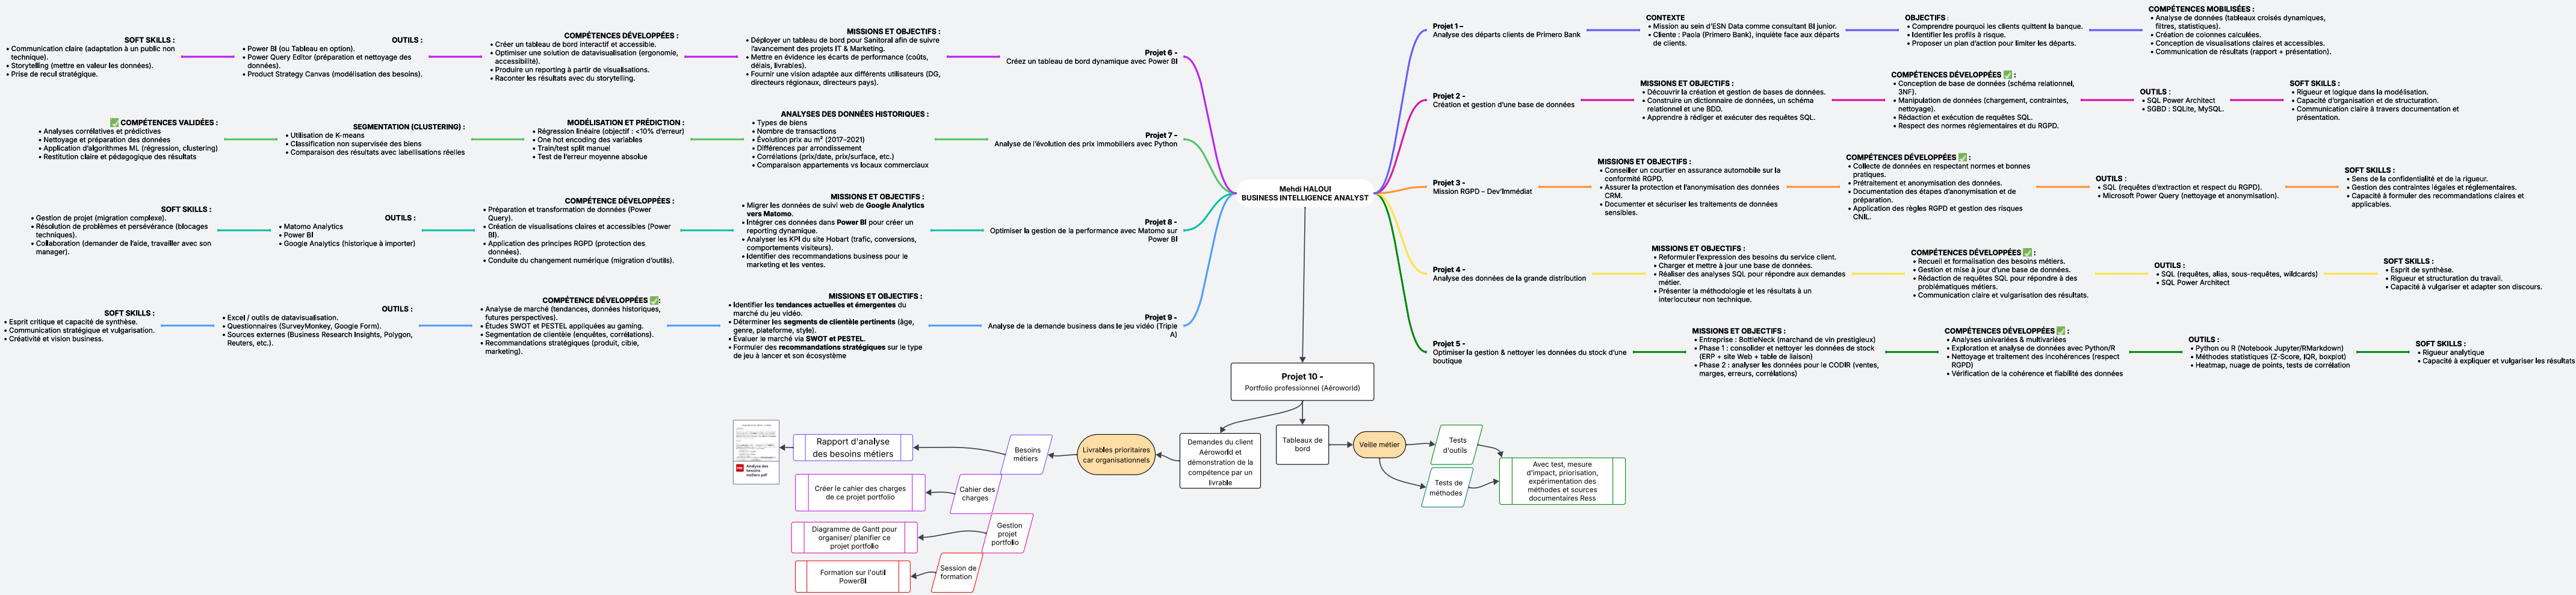 Mehdi HALOUI
BUSINESS INTELLIGENCE ANALYST
Projet 1 –
Analyse des départs clients de Primero Bank
CONTEXTE
• Mission au sein d'ESN Data comme consultant BI junior.
• Cliente : Paola (Primero Bank), inquiète face aux départs
de clients.
OBJECTIFS :
• Comprendre pourquoi les clients quittent la banque.
• Identifier les profils à risque.
• Proposer un plan d'action pour limiter les départs.
COMPÉTENCES MOBILISÉES :
• Analyse de données (tableaux croisés dynamiques,
filtres, statistiques).
• Création de colonnes calculées.
• Conception de visualisations claires et accessibles.
• Communication de résultats (rapport + présentation).
Projet 2 -
Création et gestion d'une base de données
MISSIONS ET OBJECTIFS :
• Découvrir la création et gestion de bases de données.
• Construire un dictionnaire de données, un schéma
relationnel et une BDD.
• Apprendre à rédiger et exécuter des requêtes SQL.
COMPÉTENCES DÉVELOPPÉES ✅ :
• Conception de base de données (schéma relationnel,
3NF).
• Manipulation de données (chargement, contraintes,
nettoyage).
• Rédaction et exécution de requêtes SQL.
• Respect des normes réglementaires et du RGPD.
OUTILS :
• SQL Power Architect
• SGBD : SQLite, MySQL.
SOFT SKILLS :
• Rigueur et logique dans la modélisation.
• Capacité d'organisation et de structuration.
• Communication claire à travers documentation et
présentation.
Projet 3 -
Mission RGPD – Dev'Immédiat
MISSIONS ET OBJECTIFS :
• Conseiller un courtier en assurance automobile sur la
conformité RGPD.
• Assurer la protection et l'anonymisation des données
CRM.
• Documenter et sécuriser les traitements de données
sensibles.
COMPÉTENCES DÉVELOPPÉES ✅ :
• Collecte de données en respectant normes et bonnes
pratiques.
• Prétraitement et anonymisation des données.
• Documentation des étapes d'anonymisation et de
préparation.
• Application des règles RGPD et gestion des risques
CNIL.
OUTILS :
• SQL (requêtes d'extraction et respect du RGPD).
• Microsoft Power Query (nettoyage et anonymisation).
SOFT SKILLS :
• Sens de la confidentialité et de la rigueur.
• Gestion des contraintes légales et réglementaires.
• Capacité à formuler des recommandations claires et
applicables.
Projet 4 -
Analyse des données de la grande distribution
MISSIONS ET OBJECTIFS :
• Reformuler l'expression des besoins du service client.
• Charger et mettre à jour une base de données.
• Réaliser des analyses SQL pour répondre aux demandes
métier.
• Présenter la méthodologie et les résultats à un
interlocuteur non technique.
COMPÉTENCES DÉVELOPPÉES ✅ :
• Recueil et formalisation des besoins métiers.
• Gestion et mise à jour d'une base de données.
• Rédaction de requêtes SQL pour répondre à des
problématiques métiers.
• Communication claire et vulgarisation des résultats.
OUTILS :
• SQL (requêtes, alias, sous-requêtes, wildcards)
• SQL Power Architect
SOFT SKILLS :
• Esprit de synthèse.
• Rigueur et structuration du travail.
• Capacité à vulgariser et adapter son discours.
Projet 5 -
Optimiser la gestion & nettoyer les données du stock d'une
boutique
MISSIONS ET OBJECTIFS :
• Entreprise : BottleNeck (marchand de vin prestigieux)
• Phase 1 : consolider et nettoyer les données de stock
(ERP + site Web + table de liaison)
• Phase 2 : analyser les données pour le CODIR (ventes,
marges, erreurs, corrélations)
COMPÉTENCES DÉVELOPPÉES ✅ :
• Analyses univariées & multivariées
• Exploration et analyse de données avec Python/R
• Nettoyage et traitement des incohérences (respect
RGPD)
• Vérification de la cohérence et fiabilité des données
OUTILS :
• Python ou R (Notebook Jupyter/RMarkdown)
• Méthodes statistiques (Z-Score, IQR, boxplot)
• Heatmap, nuage de points, tests de corrélation
SOFT SKILLS :
• Rigueur analytique
• Capacité à expliquer et vulgariser les résultats
Projet 6 -
Créez un tableau de bord dynamique avec Power BI
MISSIONS ET OBJECTIFS :
• Déployer un tableau de bord pour Sanitoral afin de suivre
l'avancement des projets IT & Marketing.
• Mettre en évidence les écarts de performance (coûts,
délais, livrables).
• Fournir une vision adaptée aux différents utilisateurs (DG,
directeurs régionaux, directeurs pays).
COMPÉTENCES DÉVELOPPÉES :
• Créer un tableau de bord interactif et accessible.
• Optimiser une solution de datavisualisation (ergonomie,
accessibilité).
• Produire un reporting à partir de visualisations.
• Raconter les résultats avec du storytelling.
OUTILS :
• Power BI (ou Tableau en option).
• Power Query Editor (préparation et nettoyage des
données).
• Product Strategy Canvas (modélisation des besoins).
SOFT SKILLS :
• Communication claire (adaptation à un public non
technique).
• Storytelling (mettre en valeur les données).
• Prise de recul stratégique.
Projet 7 -
Analyse de l'évolution des prix immobiliers avec Python
ANALYSES DES DONNÉES HISTORIQUES :
• Types de biens
• Nombre de transactions
• Évolution prix au m² (2017–2021)
• Différences par arrondissement
• Corrélations (prix/date, prix/surface, etc.)
• Comparaison appartements vs locaux commerciaux
MODÉLISATION ET PRÉDICTION :
• Régression linéaire (objectif : <10% d'erreur)
• One hot encoding des variables
• Train/test split manuel
• Test de l'erreur moyenne absolue
SEGMENTATION (CLUSTERING) :
• Utilisation de K-means
• Classification non supervisée des biens
• Comparaison des résultats avec labellisations réelles
✅ COMPÉTENCES VALIDÉES :
• Analyses corrélatives et prédictives
• Nettoyage et préparation des données
• Application d'algorithmes ML (régression, clustering)
• Restitution claire et pédagogique des résultats
Projet 8 -
Optimiser la gestion de la performance avec Matomo sur
Power BI
MISSIONS ET OBJECTIFS :
• Migrer les données de suivi web de Google Analytics
vers Matomo.
• Intégrer ces données dans Power BI pour créer un
reporting dynamique.
• Analyser les KPI du site Hobart (trafic, conversions,
comportements visiteurs).
• Identifier des recommandations business pour le
marketing et les ventes.
COMPÉTENCE DÉVELOPPÉES :
• Préparation et transformation de données (Power
Query).
• Création de visualisations claires et accessibles (Power
BI).
• Application des principes RGPD (protection des
données).
• Conduite du changement numérique (migration d'outils).
OUTILS :
• Matomo Analytics
• Power BI
• Google Analytics (historique à importer)
SOFT SKILLS :
• Gestion de projet (migration complexe).
• Résolution de problèmes et persévérance (blocages
techniques).
• Collaboration (demander de l'aide, travailler avec son
manager).
Projet 9 -
Analyse de la demande business dans le jeu vidéo (Triple
A)
MISSIONS ET OBJECTIFS :
• Identifier les tendances actuelles et émergentes du
marché du jeu vidéo.
• Déterminer les segments de clientèle pertinents (âge,
genre, plateforme, style).
• Évaluer le marché via SWOT et PESTEL.
• Formuler des recommandations stratégiques sur le type
de jeu à lancer et son écosystème
COMPÉTENCE DÉVELOPPÉES ✅:
• Analyse de marché (tendances, données historiques,
futures perspectives).
• Études SWOT et PESTEL appliquées au gaming.
• Segmentation de clientèle (enquêtes, corrélations).
• Recommandations stratégiques (produit, cible,
marketing).
OUTILS :
• Excel / outils de datavisualisation.
• Questionnaires (SurveyMonkey, Google Form).
• Sources externes (Business Research Insights, Polygon,
Reuters, etc.).
SOFT SKILLS :
• Esprit critique et capacité de synthèse.
• Communication stratégique et vulgarisation.
• Créativité et vision business.
Projet 10 -
Portfolio professionnel (Aéroworld)
Demandes du client
Aéroworld et
démonstration de la
compétence par un
livrable
Livrables prioritaires
car organisationnels
Besoins
métiers
Rapport d'analyse
des besoins métiers
Analyse des
besoins
métiers.pdf
Cahier des
charges
Créer le cahier des charges
de ce projet portfolio
Gestion
projet
portfolio
Diagramme de Gantt pour
organiser/ planifier ce
projet portfolio
Session de
formation
Formation sur l'outil
PowerBI
Tableaux de
bord
Veille métier
Tests
d'outils
Tests de
méthodes
Avec test, mesure
d'impact, priorisation,
expérimentation des
méthodes et sources
documentaires Ress